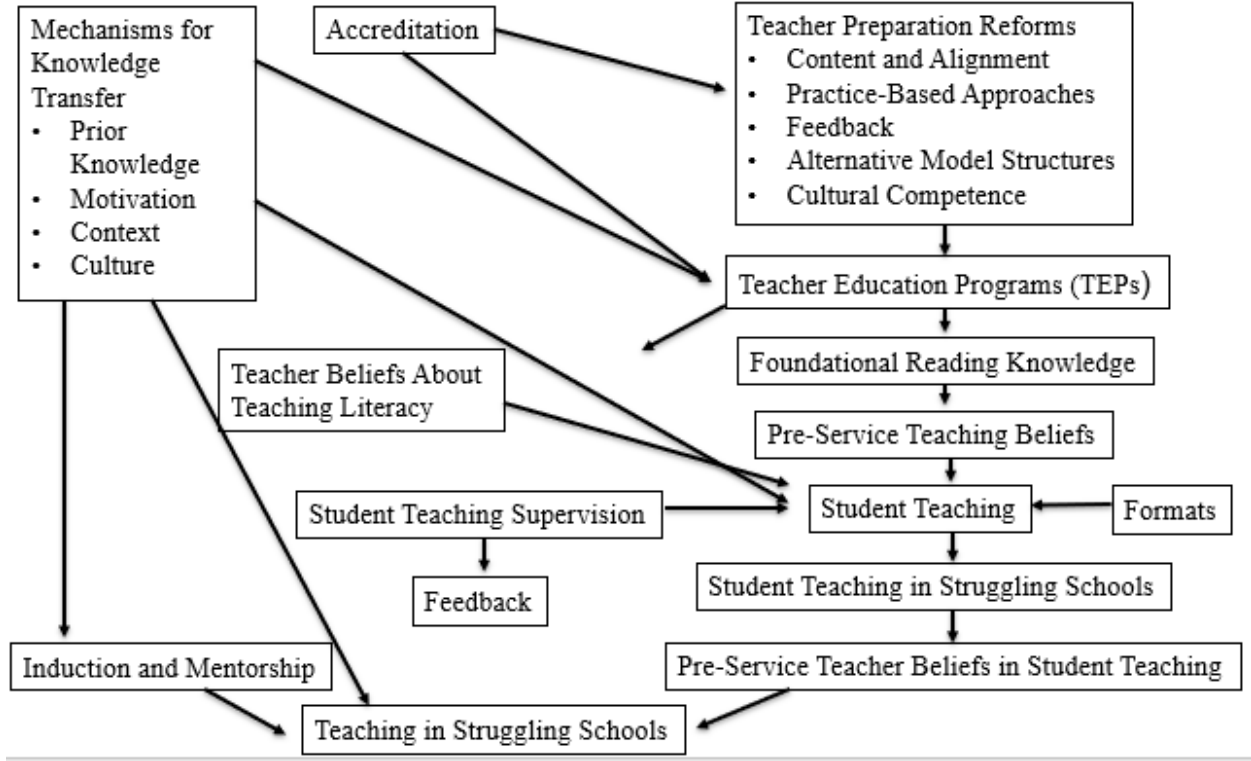 Mechanisms for
Knowledge
Transfer
• Prior
Knowledge
• Motivation
• Context
• Culture
Accreditation
Teacher Preparation Reforms
• Content and Alignment
• Practice-Based Approaches
• Feedback
• Alternative Model Structures
• Cultural Competence
Teacher Education Programs (TEPs)
Foundational Reading Knowledge
Teacher Beliefs About
Teaching Literacy
Pre-Service Teaching Beliefs
Student Teaching Supervision
Student Teaching
Formats
Feedback
Student Teaching in Struggling Schools
Induction and Mentorship
Pre-Service Teacher Beliefs in Student Teaching
Teaching in Struggling Schools